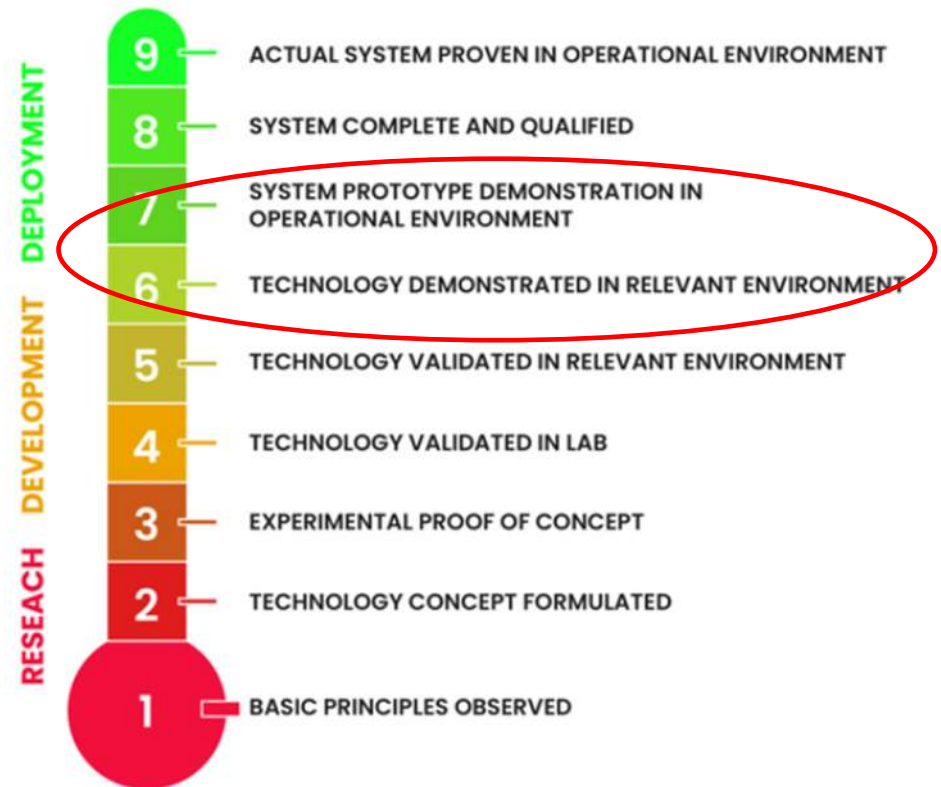 DEPLOYMENT
9
ACTUAL SYSTEM PROVEN IN OPERATIONAL ENVIRONMENT
8
SYSTEM COMPLETE AND QUALIFIED
7
SYSTEM PROTOTYPE DEMONSTRATION IN
OPERATIONAL ENVIRONMENT
DEVELOPMENT
6
TECHNOLOGY DEMONSTRATED IN RELEVANT ENVIRONMENT
5
TECHNOLOGY VALIDATED IN RELEVANT ENVIRONMENT
4
TECHNOLOGY VALIDATED IN LAB
RESEACH
3
EXPERIMENTAL PROOF OF CONCEPT
2
TECHNOLOGY CONCEPT FORMULATED
1
BASIC PRINCIPLES OBSERVED